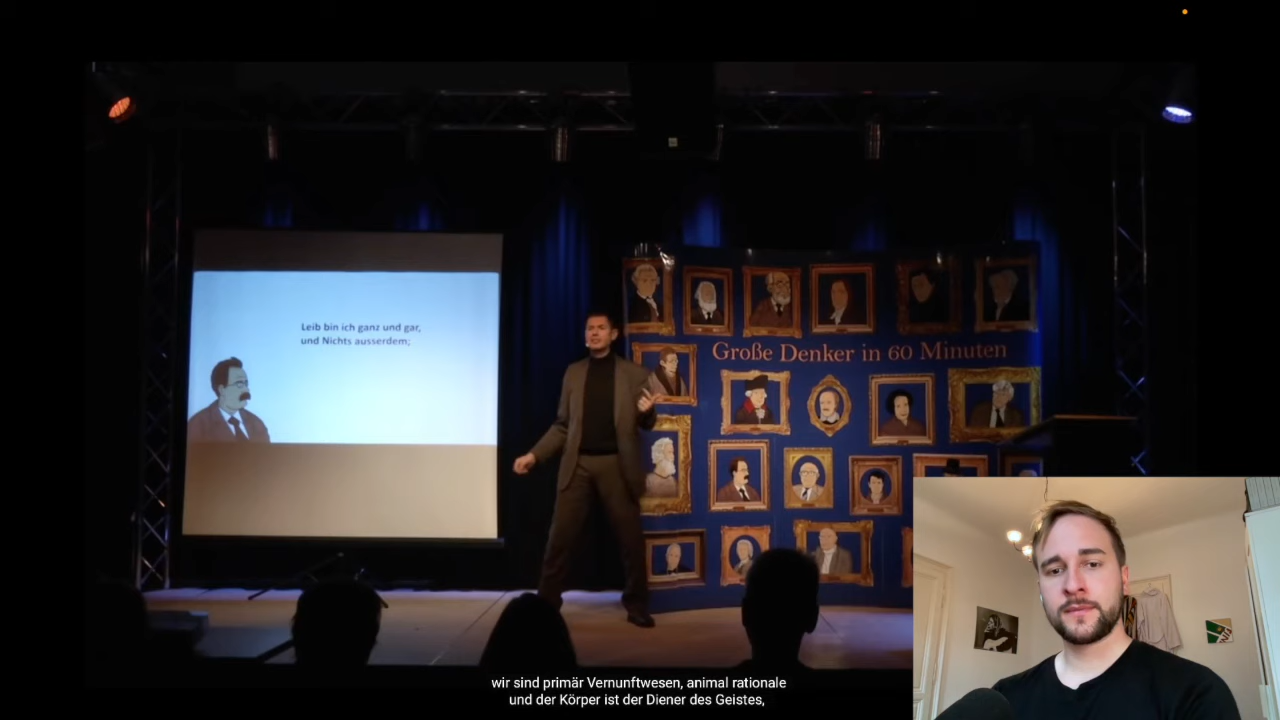 Leib bin ich ganz und gar,
und Nichts ausserdem;
Große Denker in 60 Minuten
wir sind primär Vernunftwesen, animal rationale
und der Körper ist der Diener des Geistes,